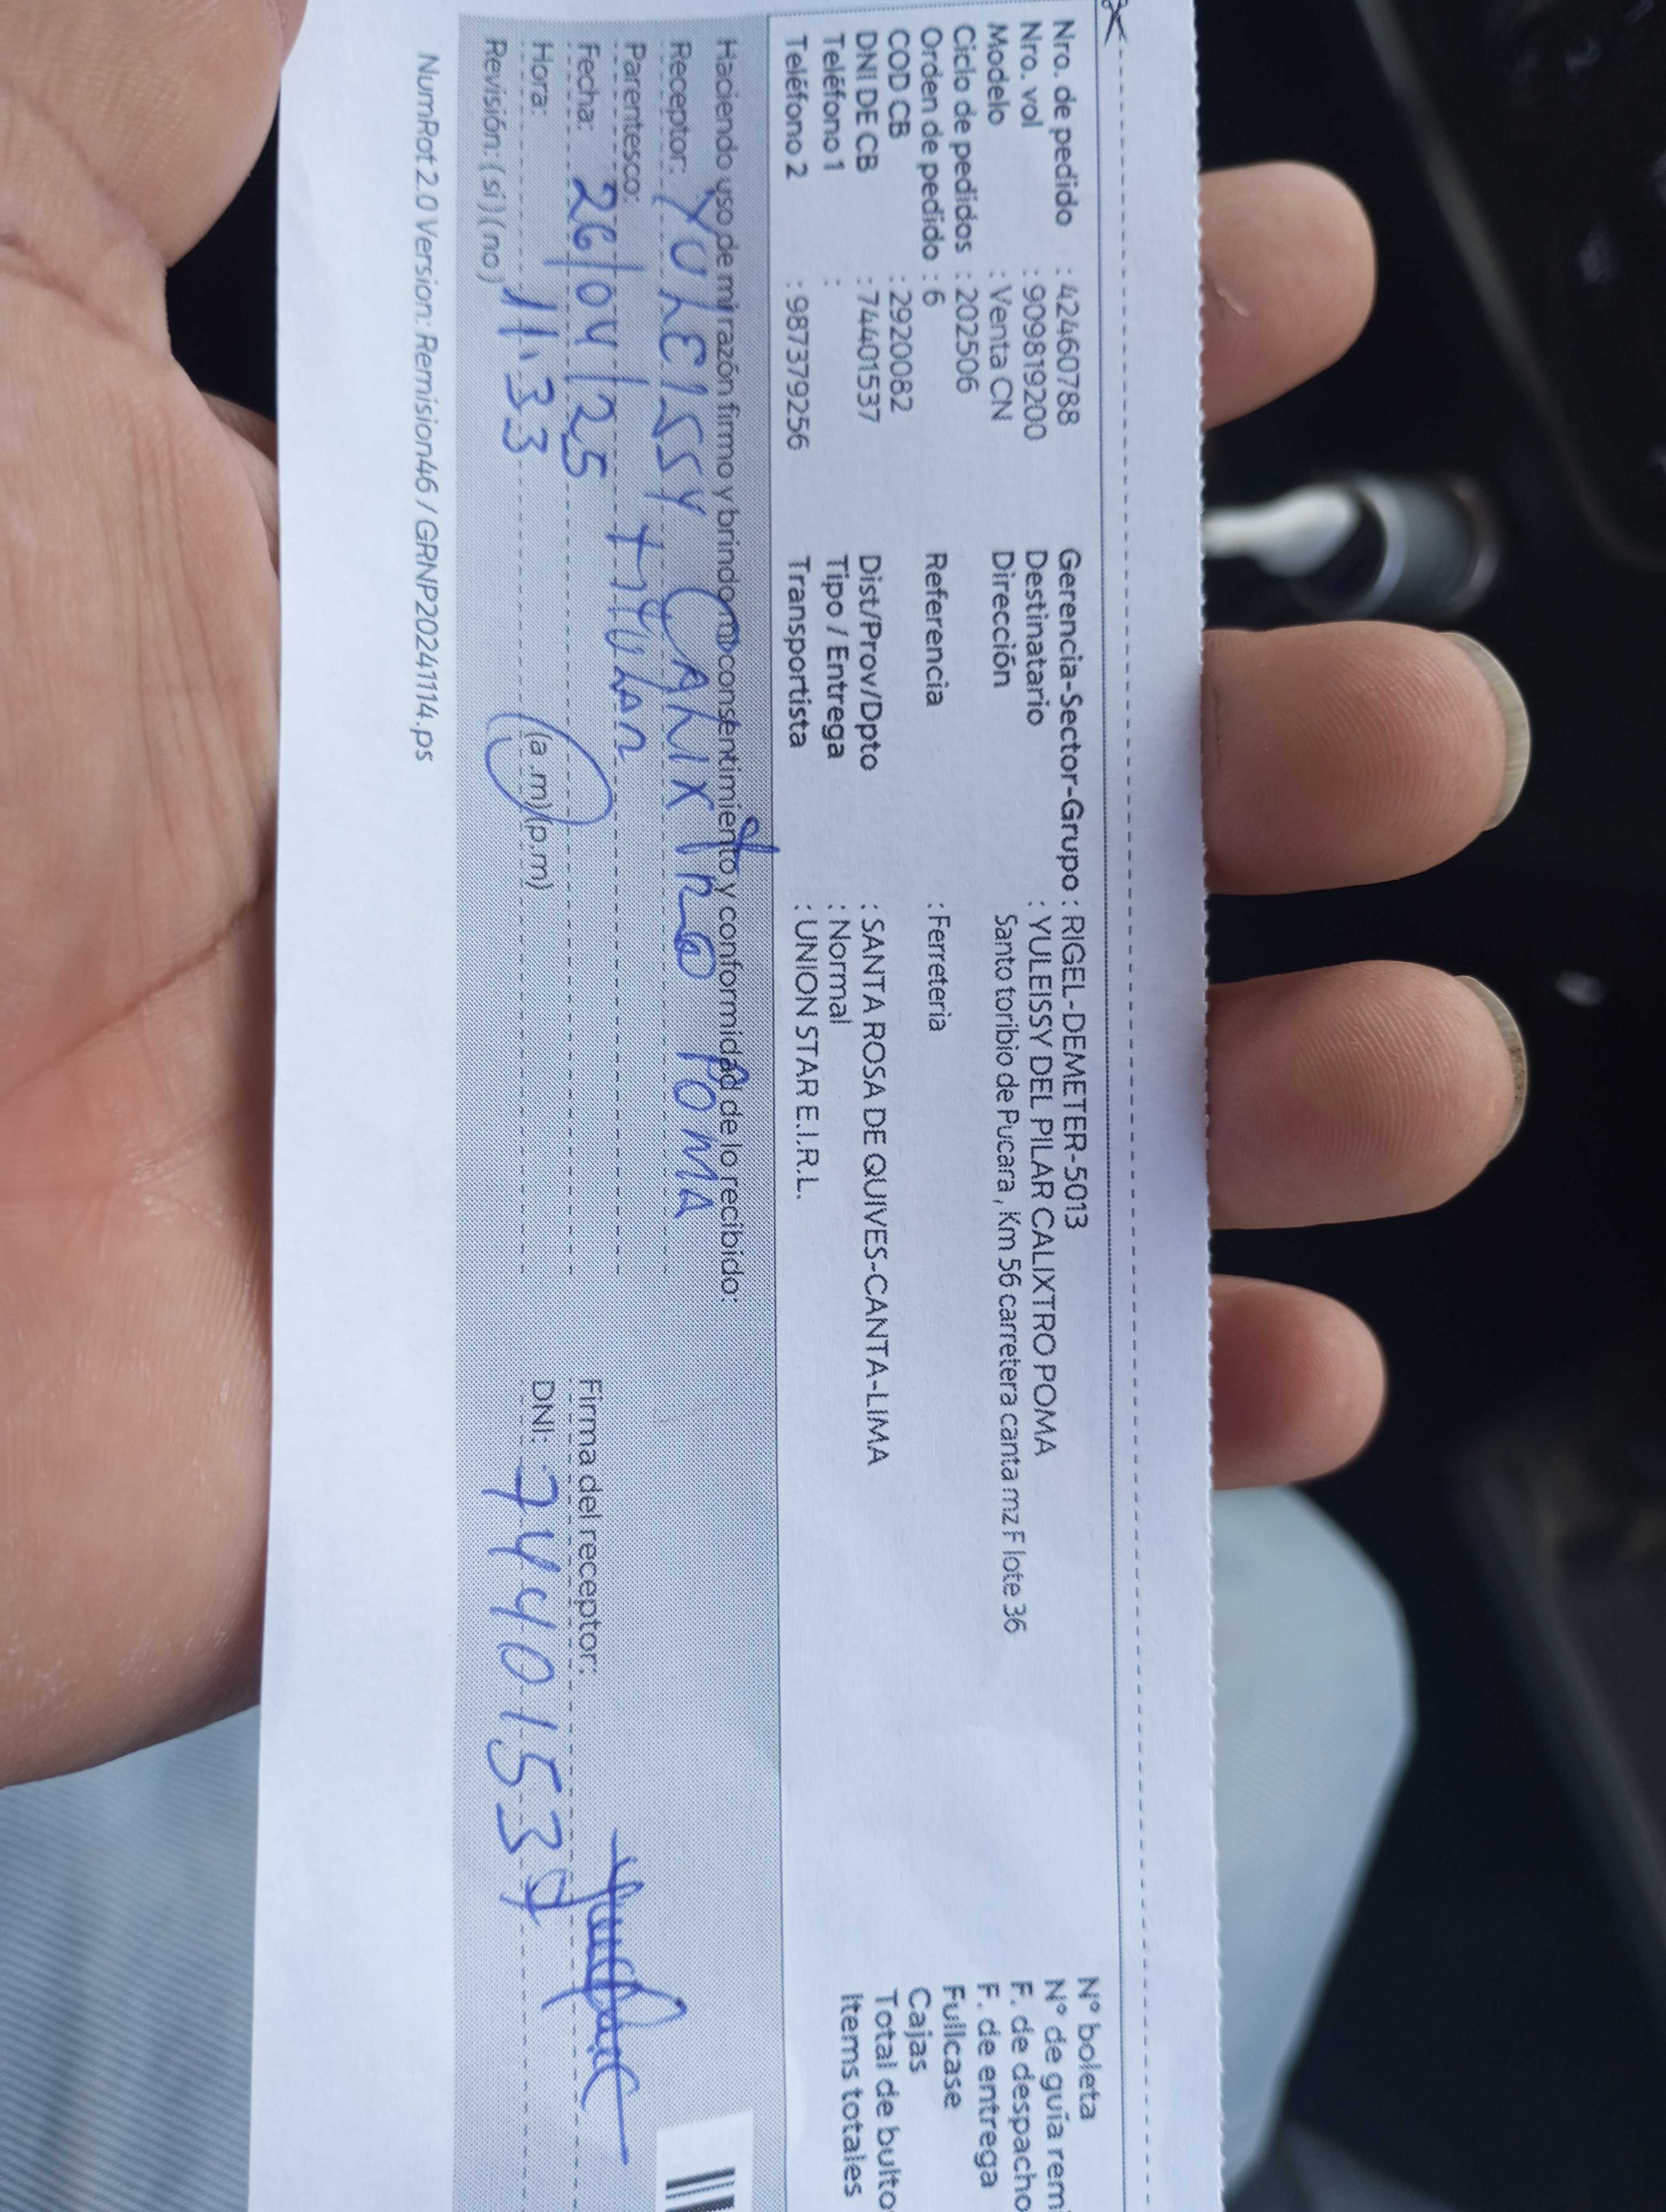 Nro. de pedido : 42460788
Nro. vol : 909819200
Modelo : Venta CN
Ciclo de pedidos : 202506
Orden de pedido : 6
COD CB : 2920082
DNI DE CB : 74401537
Teléfono 1 :
Teléfono 2 : 987379256
Gerencia-Sector-Grupo : RIGEL-DEMETER-5013
Destinatario : YULEISSY DEL PILAR CALIXTRO POMA
Dirección Santo toribio de Pucara , Km 56 carretera canta mz F lote 36
Referencia : Ferreteria
Dist/Prov/Dpto : SANTA ROSA DE QUIVES-CANTA-LIMA
Tipo / Entrega : Normal
Transportista : UNION STAR E.I.R.L.
N° boleta
N° de guía remi
F. de despacho
F. de entrega
Fullcase
Cajas
Total de bulto
Items totales
Haciendo uso de mi razón firmo y brindo mi consentimiento y conformidad de lo recibido:
Receptor: YULEISSY CALIXTRO POMA
Parentesco: titular
Fecha: 26/04/25
Hora: 11:33 (a.m)(p.m)
Revisión: (si)(no)
Firma del receptor:
DNI: 74401537
NumRot 2.0 Version: Remision46 / GRNP20241114.ps